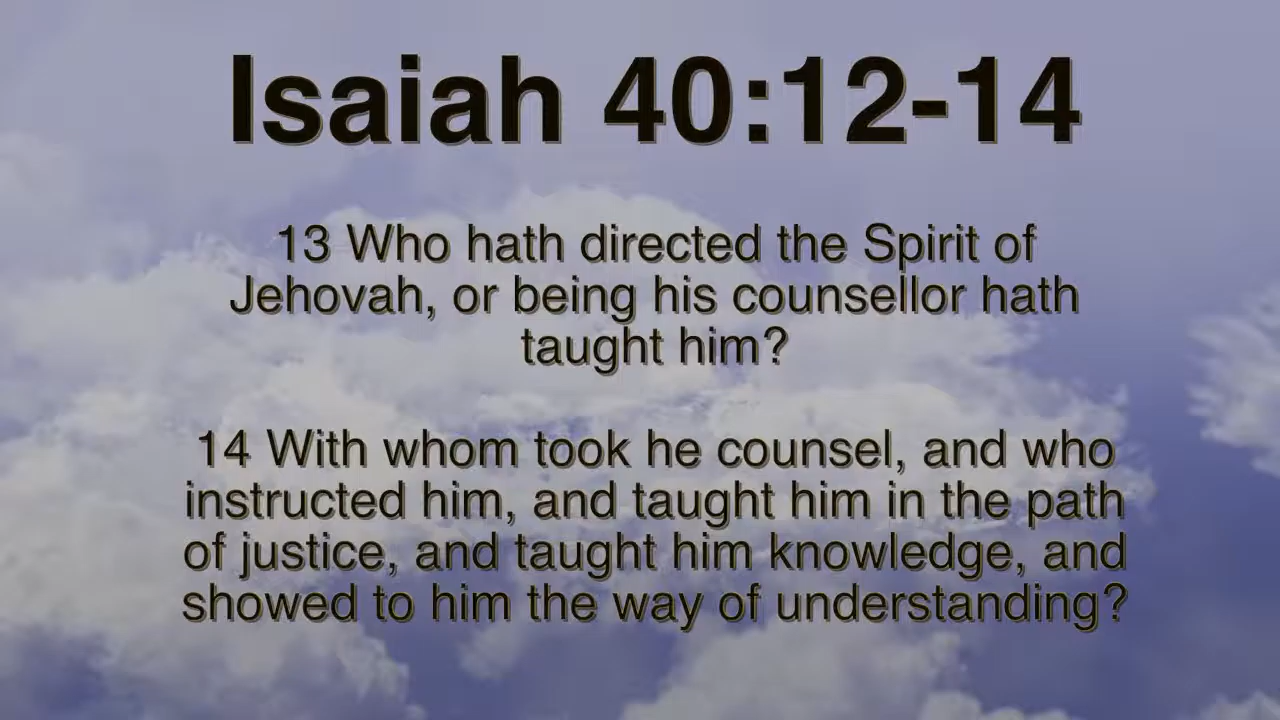 Isaiah 40:12-14
13 Who hath directed the Spirit of
Jehovah, or being his counsellor hath
taught him?
14 With whom took he counsel, and who
instructed him, and taught him in the path
of justice, and taught him knowledge, and
showed to him the way of understanding?